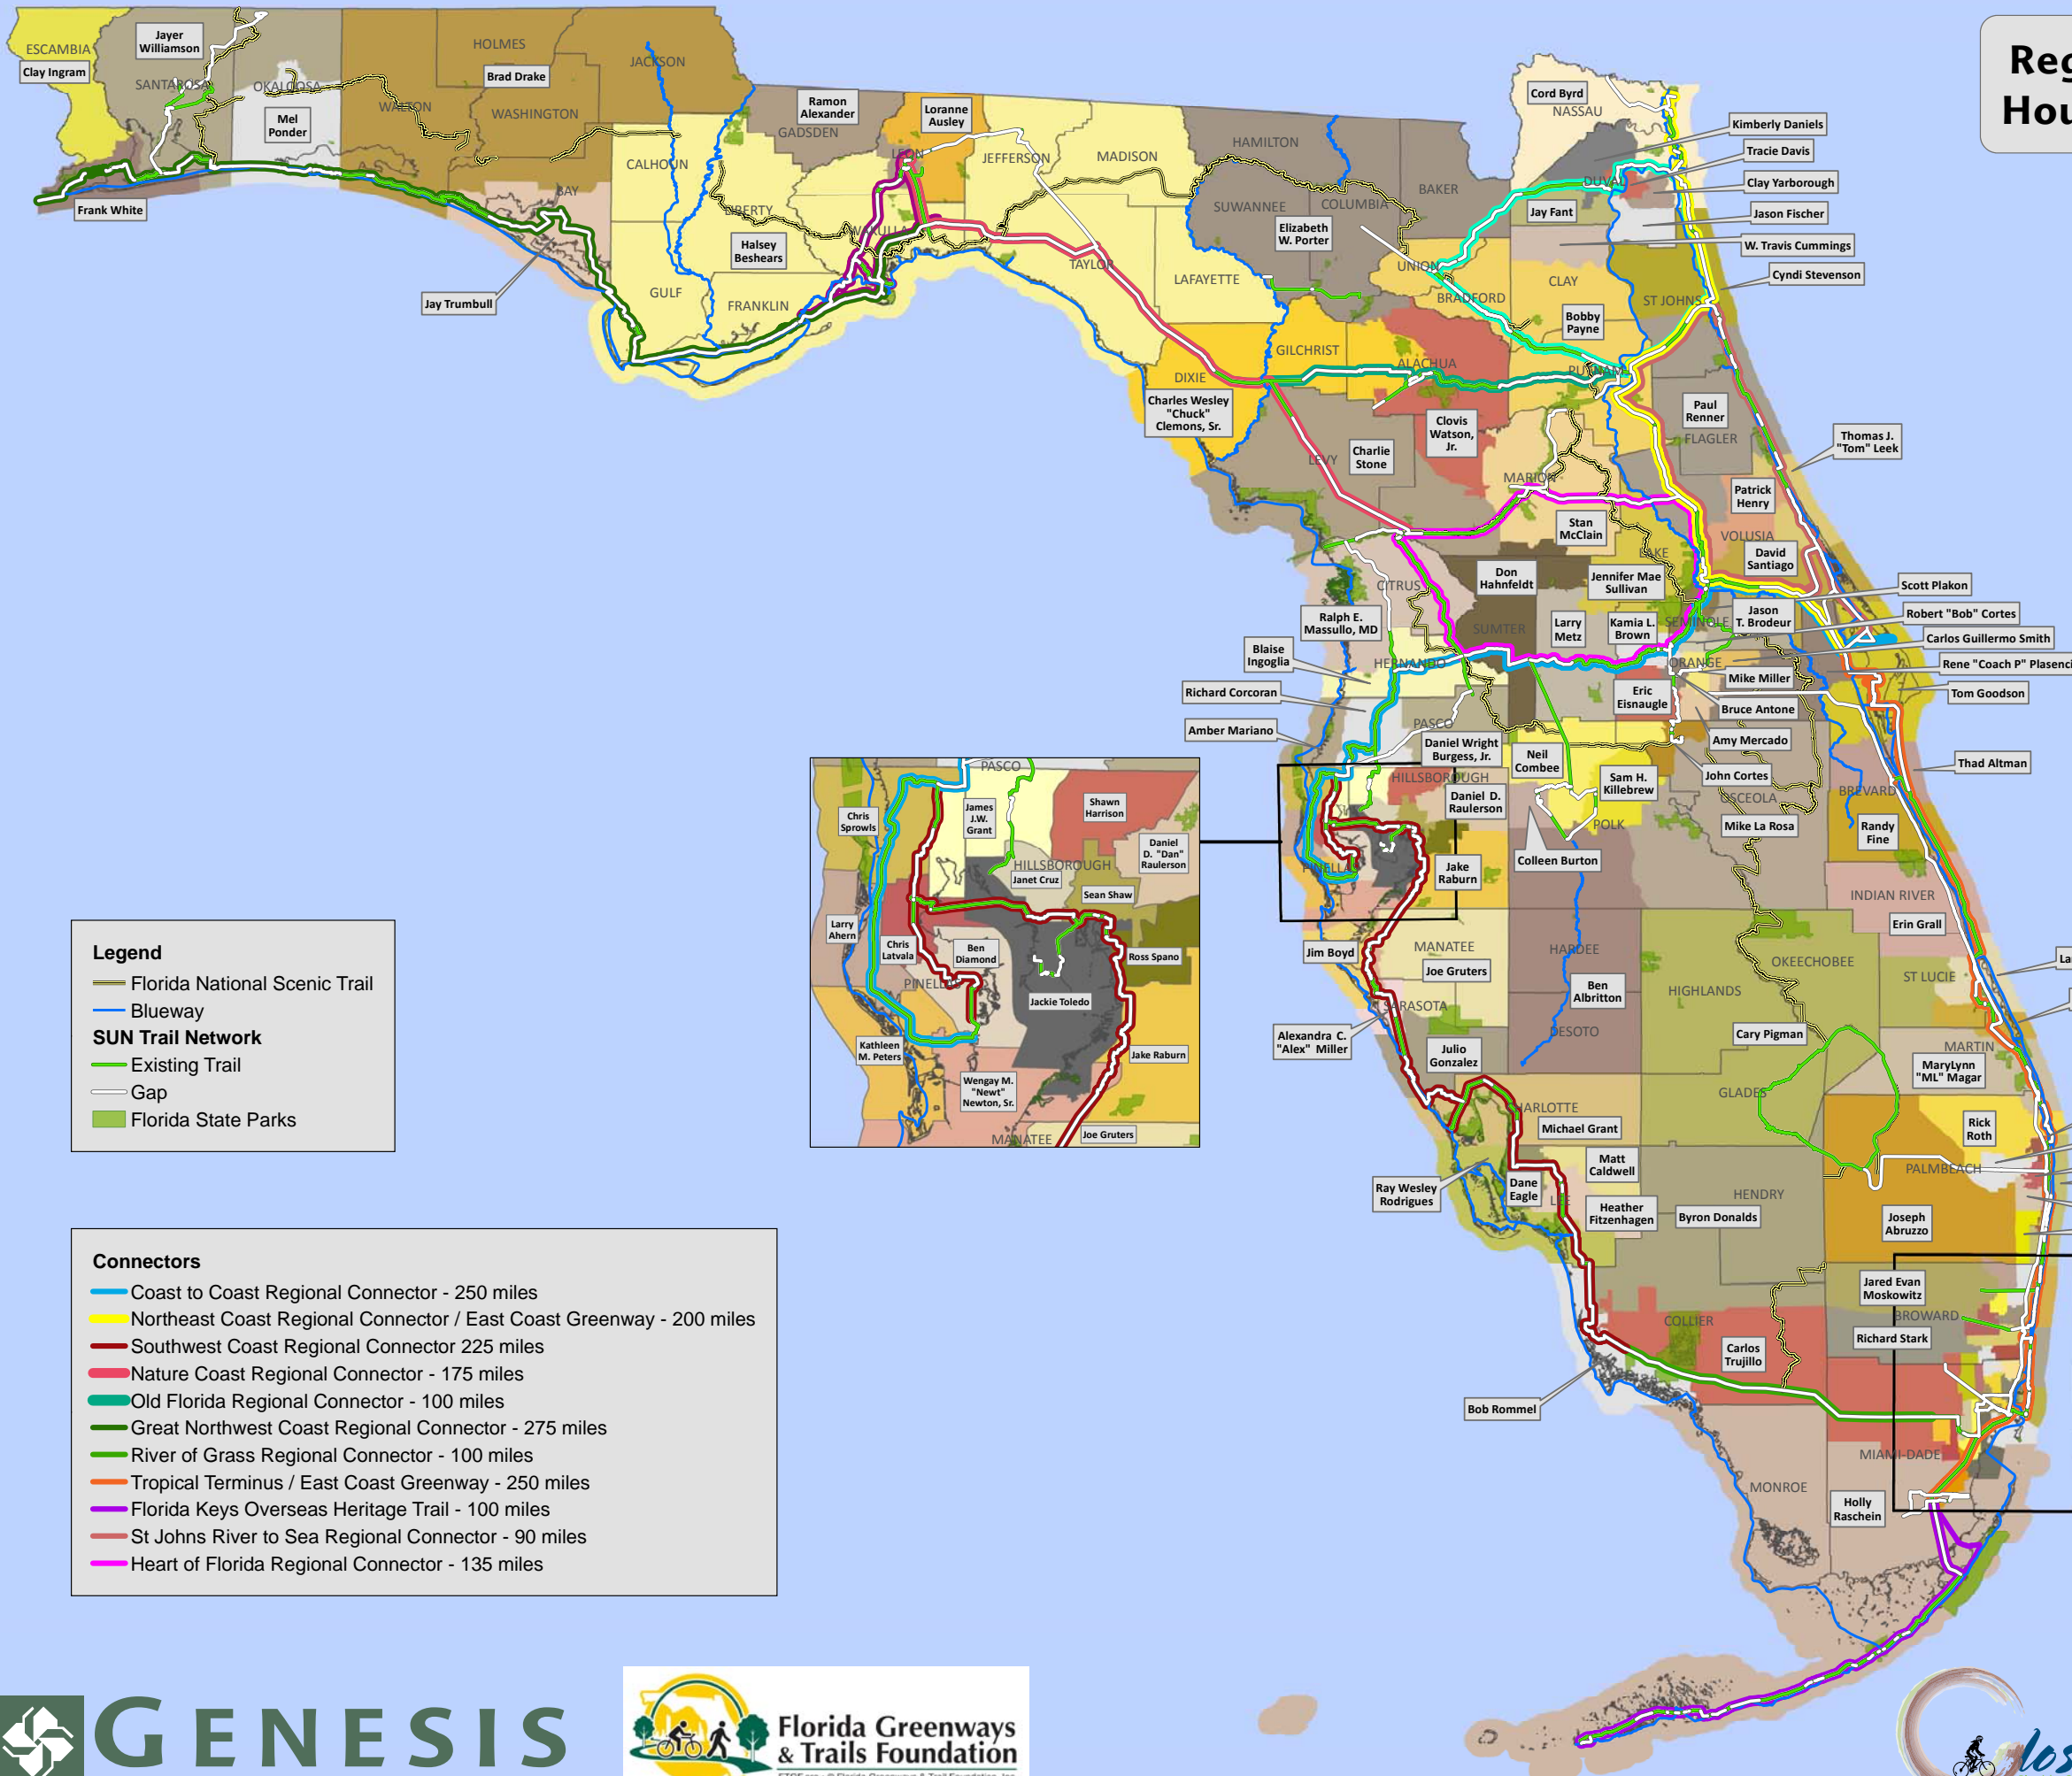 Reg
Hou
ESCAMBIA
Clay Ingram
Jayer
Williamson
SANTAROSA
OKALOOSA
Mel
Ponder
WALTON
HOLMES
Brad Drake
WASHINGTON
JACKSON
Frank White
BAY
Jay Trumbull
CALHOUN
GULF
LIBERTY
Halsey
Beshears
FRANKLIN
Ramon
Alexander
GADSDEN
Loranne
Ausley
LEON
WAKULLA
JEFFERSON
MADISON
TAYLOR
LAFAYETTE
HAMILTON
SUWANNEE
COLUMBIA
Elizabeth
W. Porter
BAKER
UNION
BRADFORD
Cord Byrd
NASSAU
Kimberly Daniels
Tracie Davis
DUVAL
Clay Yarborough
Jay Fant
Jason Fischer
W. Travis Cummings
Cyndi Stevenson
CLAY
ST JOHNS
Bobby
Payne
PUTNAM
DIXIE
GILCHRIST
ALACHUA
Charles Wesley
"Chuck"
Clemons, Sr.
Clovis
Watson,
Jr.
Charlie
Stone
LEVY
Paul
Renner
FLAGLER
Thomas J.
"Tom" Leek
MARION
Stan
McClain
Patrick
Henry
VOLUSIA
David
Santiago
LAKE
CITRUS
Don
Hahnfeldt
Jennifer Mae
Sullivan
Scott Plakon
Ralph E.
Massullo, MD
SUMTER
Larry
Metz
Kamia L.
Brown
SEMINOLE
Jason
T. Brodeur
Robert "Bob" Cortes
Carlos Guillermo Smith
Blaise
Ingoglia
HERNANDO
ORANGE
Rene "Coach P" Plasenci
Mike Miller
Richard Corcoran
Eric
Eisnaugle
Tom Goodson
Bruce Antone
Amber Mariano
PASCO
Daniel Wright
Burgess, Jr.
Neil
Combee
Amy Mercado
Thad Altman
HILLSBOROUGH
Sam H.
Killebrew
John Cortes
OSCEOLA
BREVARD
Daniel D.
Raulerson
POLK
Mike La Rosa
Randy
Fine
PINELLAS
Jake
Raburn
Colleen Burton
INDIAN RIVER
Erin Grall
Jim Boyd
MANATEE
Joe Gruters
HARDEE
Ben
Albritton
DESOTO
OKEECHOBEE
HIGHLANDS
ST LUCIE
La
SARASOTA
Alexandra C.
"Alex" Miller
Julio
Gonzalez
Cary Pigman
MARTIN
MaryLynn
"ML" Magar
GLADES
HARLOTTE
Michael Grant
Rick
Roth
Matt
Caldwell
PALMBEACH
Ray Wesley
Rodrigues
Dane
Eagle
HENDRY
Heather
Fitzenhagen
Byron Donalds
Joseph
Abruzzo
Jared Evan
Moskowitz
BROWARD
Richard Stark
COLLIER
Carlos
Trujillo
Bob Rommel
MIAMI-DADE
MONROE
Holly
Raschein
PASCO
Chris
Sprowls
James
J.W.
Grant
Shawn
Harrison
Daniel
D. "Dan"
Raulerson
HILLSBOROUGH
Janet Cruz
Sean Shaw
Larry
Ahern
Chris
Latvala
Ben
Diamond
Ross Spano
PINELLAS
Jackie Toledo
Kathleen
M. Peters
Jake Raburn
Wengay M.
"Newt"
Newton, Sr.
MANATEE
Joe Gruters
Legend
Florida National Scenic Trail
Blueway
SUN Trail Network
Existing Trail
Gap
Florida State Parks
Connectors
Coast to Coast Regional Connector - 250 miles
Northeast Coast Regional Connector / East Coast Greenway - 200 miles
Southwest Coast Regional Connector 225 miles
Nature Coast Regional Connector - 175 miles
Old Florida Regional Connector - 100 miles
Great Northwest Coast Regional Connector - 275 miles
River of Grass Regional Connector - 100 miles
Tropical Terminus / East Coast Greenway - 250 miles
Florida Keys Overseas Heritage Trail - 100 miles
St Johns River to Sea Regional Connector - 90 miles
Heart of Florida Regional Connector - 135 miles
GENESIS
Florida Greenways
& Trails Foundation
los